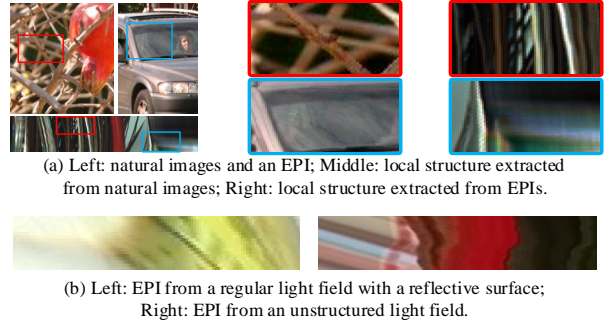 (a) Left: natural images and an EPI; Middle: local structure extracted
from natural images; Right: local structure extracted from EPIs.
(b) Left: EPI from a regular light field with a reflective surface;
Right: EPI from an unstructured light field.